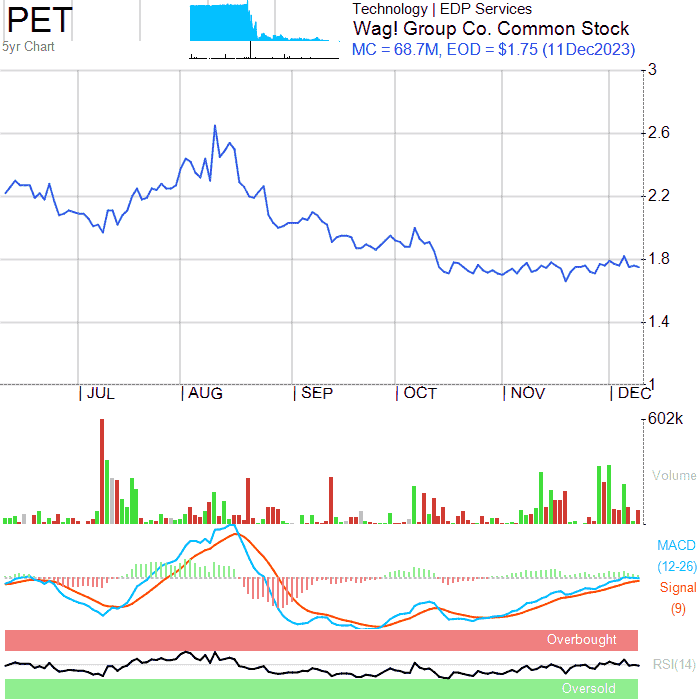 PET
5yr Chart
Technology | EDP Services
Wag! Group Co. Common Stock
MC = 68.7M, EOD = $1.75 (11Dec2023)
3
2.6
2.2
1.8
1.4
1
JUL AUG SEP OCT NOV DEC
602k
Volume
MACD
(12-26)
Signal
(9)
Overbought
RSI(14)
Oversold